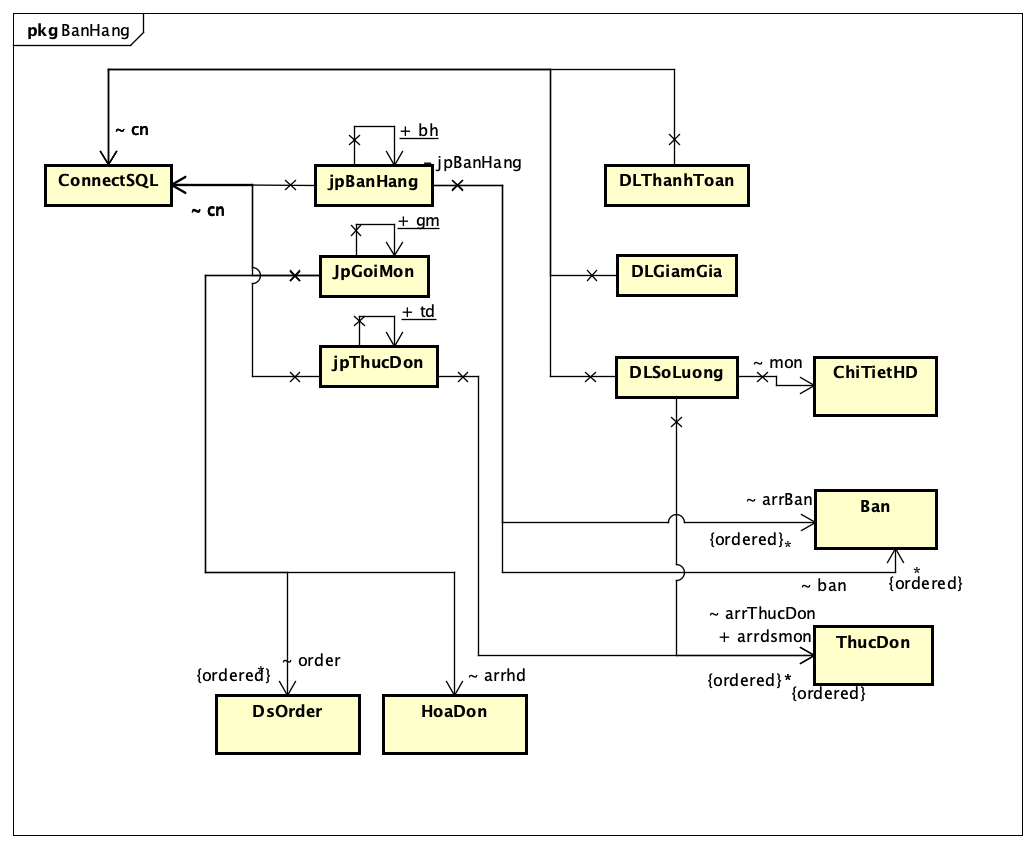 pkg BanHang
~ cn
+ bh
- jpBanHang
ConnectSQL
jpBanHang
DLThanhToan
~ cn
+ gm
JpGoiMon
DLGiamGia
+ td
jpThucDon
~ mon
DLSoLuong
ChiTietHD
~ arrBan
Ban
{ordered}
*
~ ban
*
{ordered}
~ arrThucDon
+ arrdsmon
ThucDon
~ order
{ordered}
*
~ arrhd
{ordered}
*
{ordered}
DsOrder
HoaDon